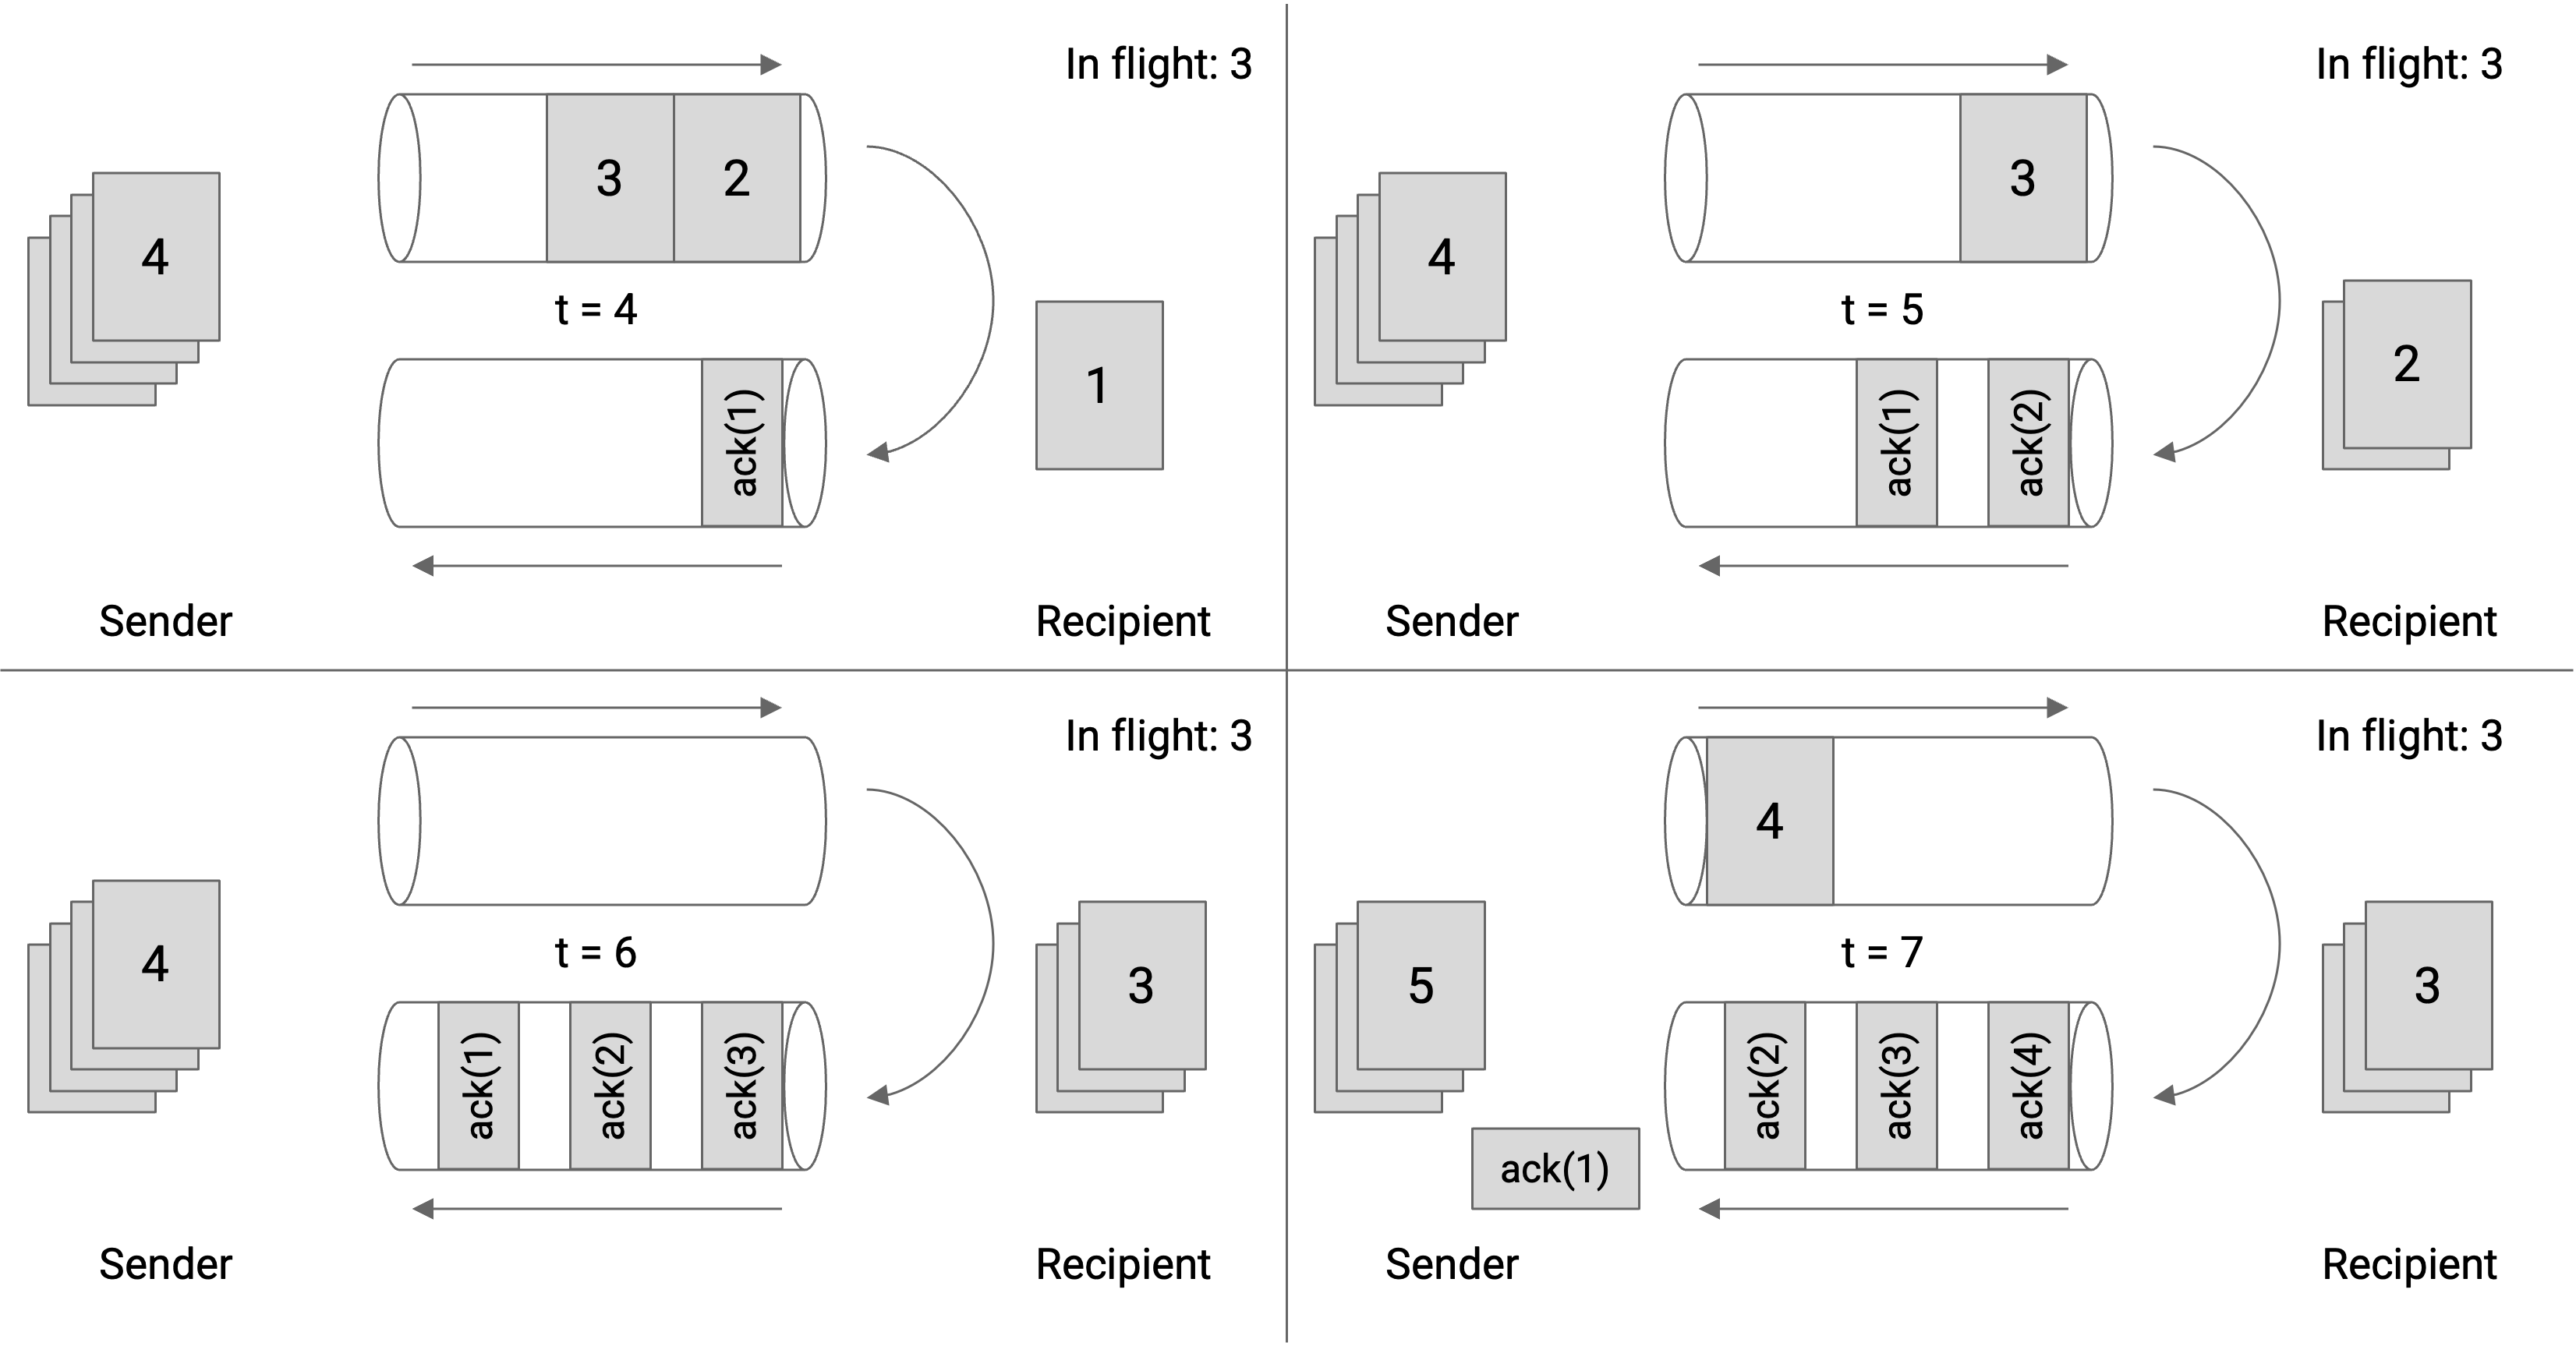 In flight: 3
3 2
4
t = 4
1
ack(1)
Sender
Recipient
In flight: 3
3
4
t = 5
2
ack(1) ack(2)
Sender
Recipient
In flight: 3
4
t = 6
3
ack(1) ack(2) ack(3)
Sender
Recipient
In flight: 3
4
t = 7
5
3
ack(2) ack(3) ack(4)
ack(1)
Sender
Recipient